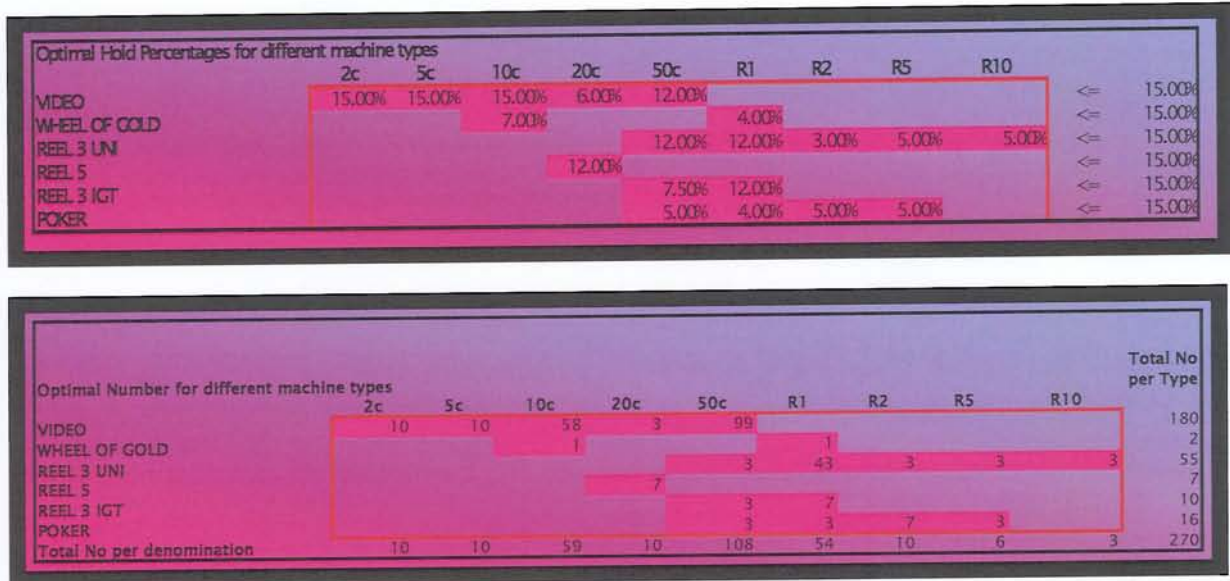 Optimal Hold Percentages for different machine types
2c 5c 10c 20c 50c R1 R2 R5 R10
VIDEO 15.00% 15.00% 15.00% 6.00% 12.00% <= 15.00%
WHEEL OF GOLD 7.00% 4.00% <= 15.00%
REEL 3 UNI 12.00% 12.00% 3.00% 5.00% 5.00% <= 15.00%
REEL 5 12.00% <= 15.00%
REEL 3 IGT 7.50% 12.00% <= 15.00%
POKER 5.00% 4.00% 5.00% 5.00% <= 15.00%
Total No
per Type
Optimal Number for different machine types
2c 5c 10c 20c 50c R1 R2 R5 R10
VIDEO 10 10 58 3 99 180
WHEEL OF GOLD 1 1 2
REEL 3 UNI 3 43 3 3 3 55
REEL 5 7 7
REEL 3 IGT 3 7 10
POKER 3 3 7 3 16
Total No per denomination 10 10 59 10 108 54 10 6 3 270